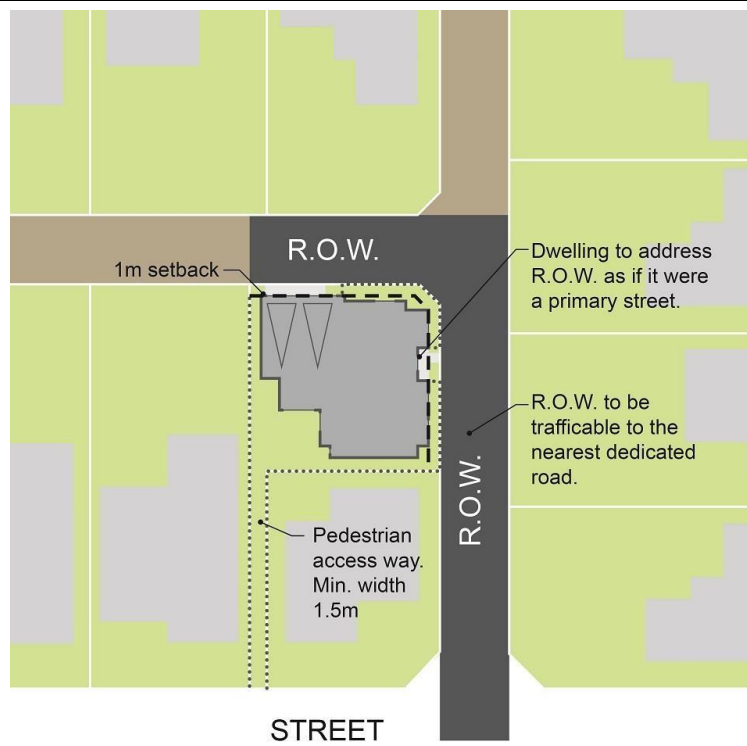 R.O.W.
1m setback
Dwelling to address
R.O.W. as if it were
a primary street.
R.O.W. to be
trafficable to the
nearest dedicated
road.
R.O.W.
Pedestrian
access way.
Min. width
1.5m
STREET